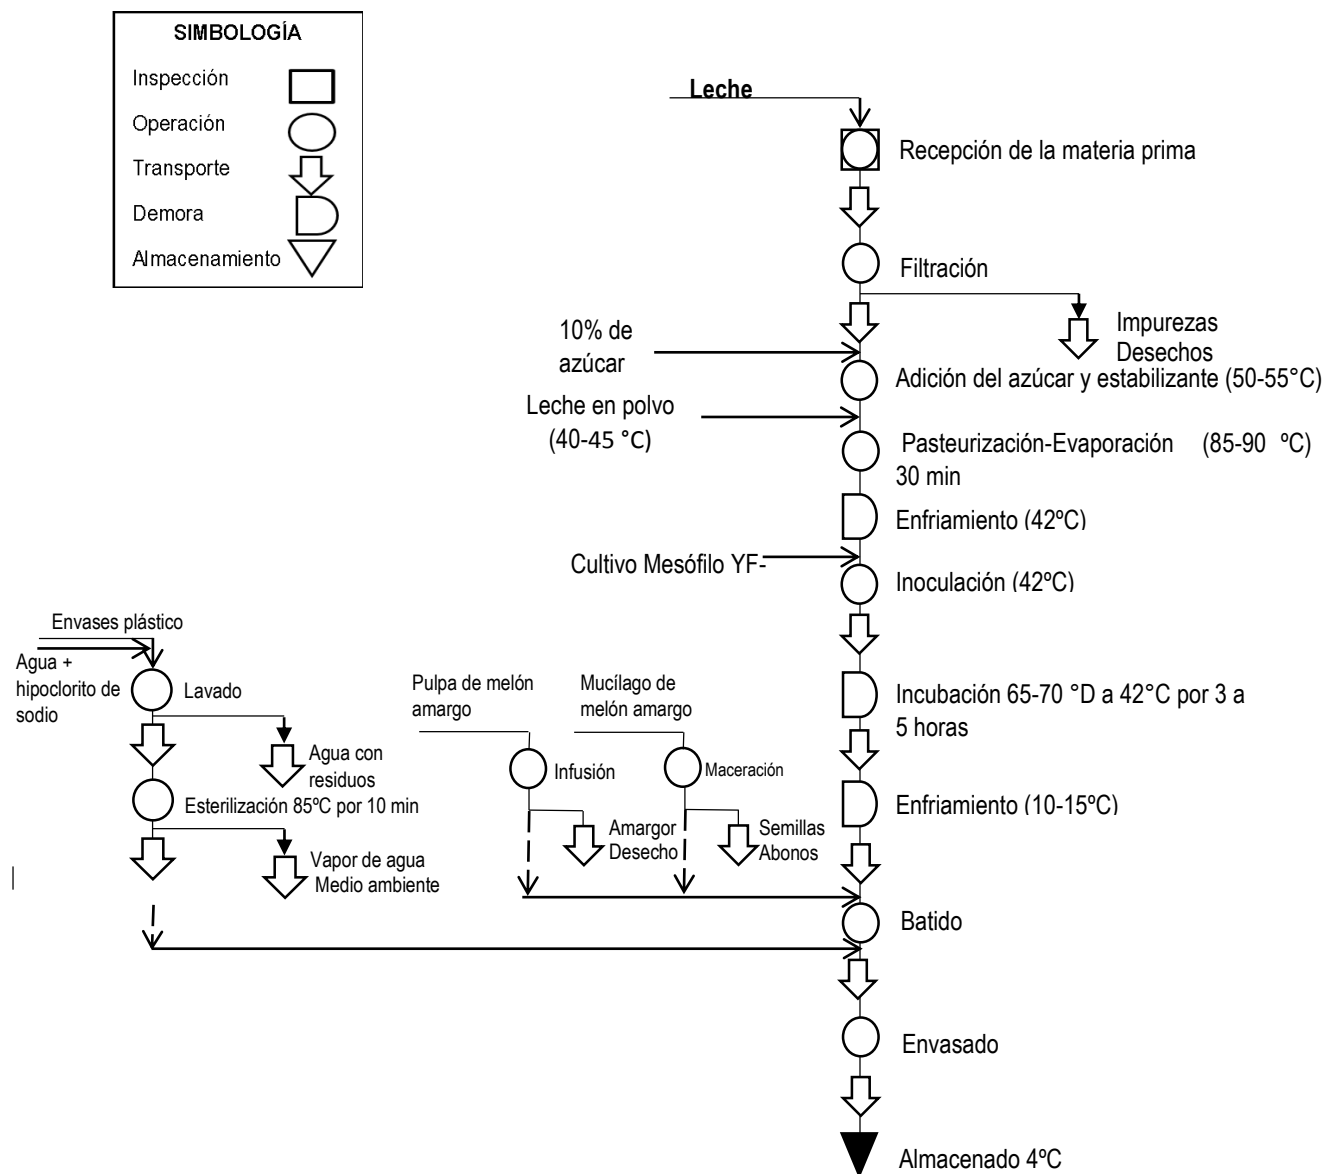 SIMBOLOGÍA
Inspección
Operación
Transporte
Demora
Almacenamiento
Leche
Recepción de la materia prima
Filtración
Impurezas
Desechos
10% de
azúcar
Adición del azúcar y estabilizante (50-55°C)
Leche en polvo
(40-45 °C)
Pasteurización-Evaporación (85-90 ºC)
30 min
Enfriamiento (42ºC)
Cultivo Mesófilo YF-
Inoculación (42ºC)
Envases plástico
Agua +
hipoclorito de
sodio
Lavado
Agua con
residuos
Esterilización 85ºC por 10 min
Vapor de agua
Medio ambiente
Pulpa de melón
amargo
Infusión
Amargor
Desecho
Mucílago de
melón amargo
Maceración
Semillas
Abonos
Incubación 65-70 °D a 42°C por 3 a
5 horas
Enfriamiento (10-15ºC)
Batido
Envasado
Almacenado 4ºC